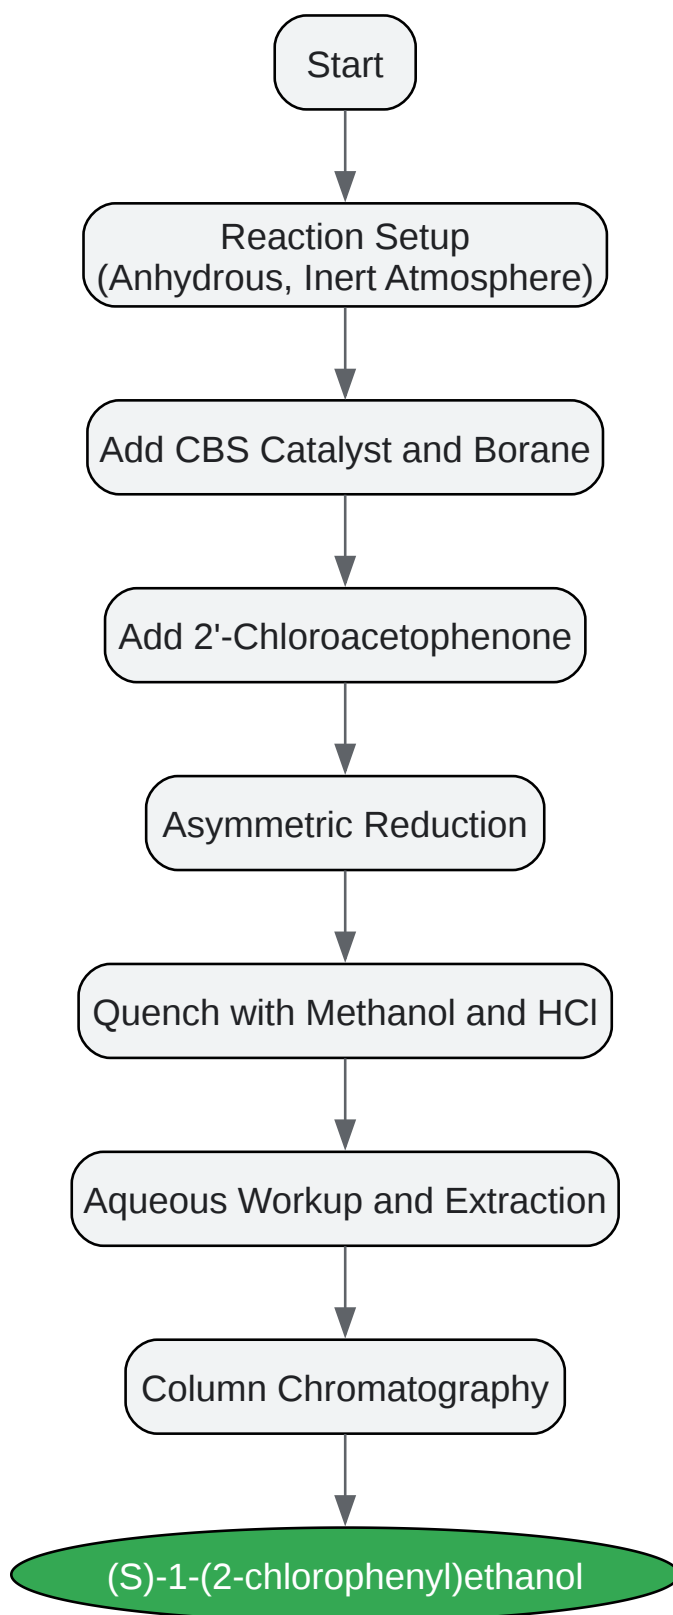 Start
Reaction Setup
(Anhydrous, Inert Atmosphere)
Add CBS Catalyst and Borane
Add 2'-Chloroacetophenone
Asymmetric Reduction
Quench with Methanol and HCl
Aqueous Workup and Extraction
Column Chromatography
(S)-1-(2-chlorophenyl)ethanol